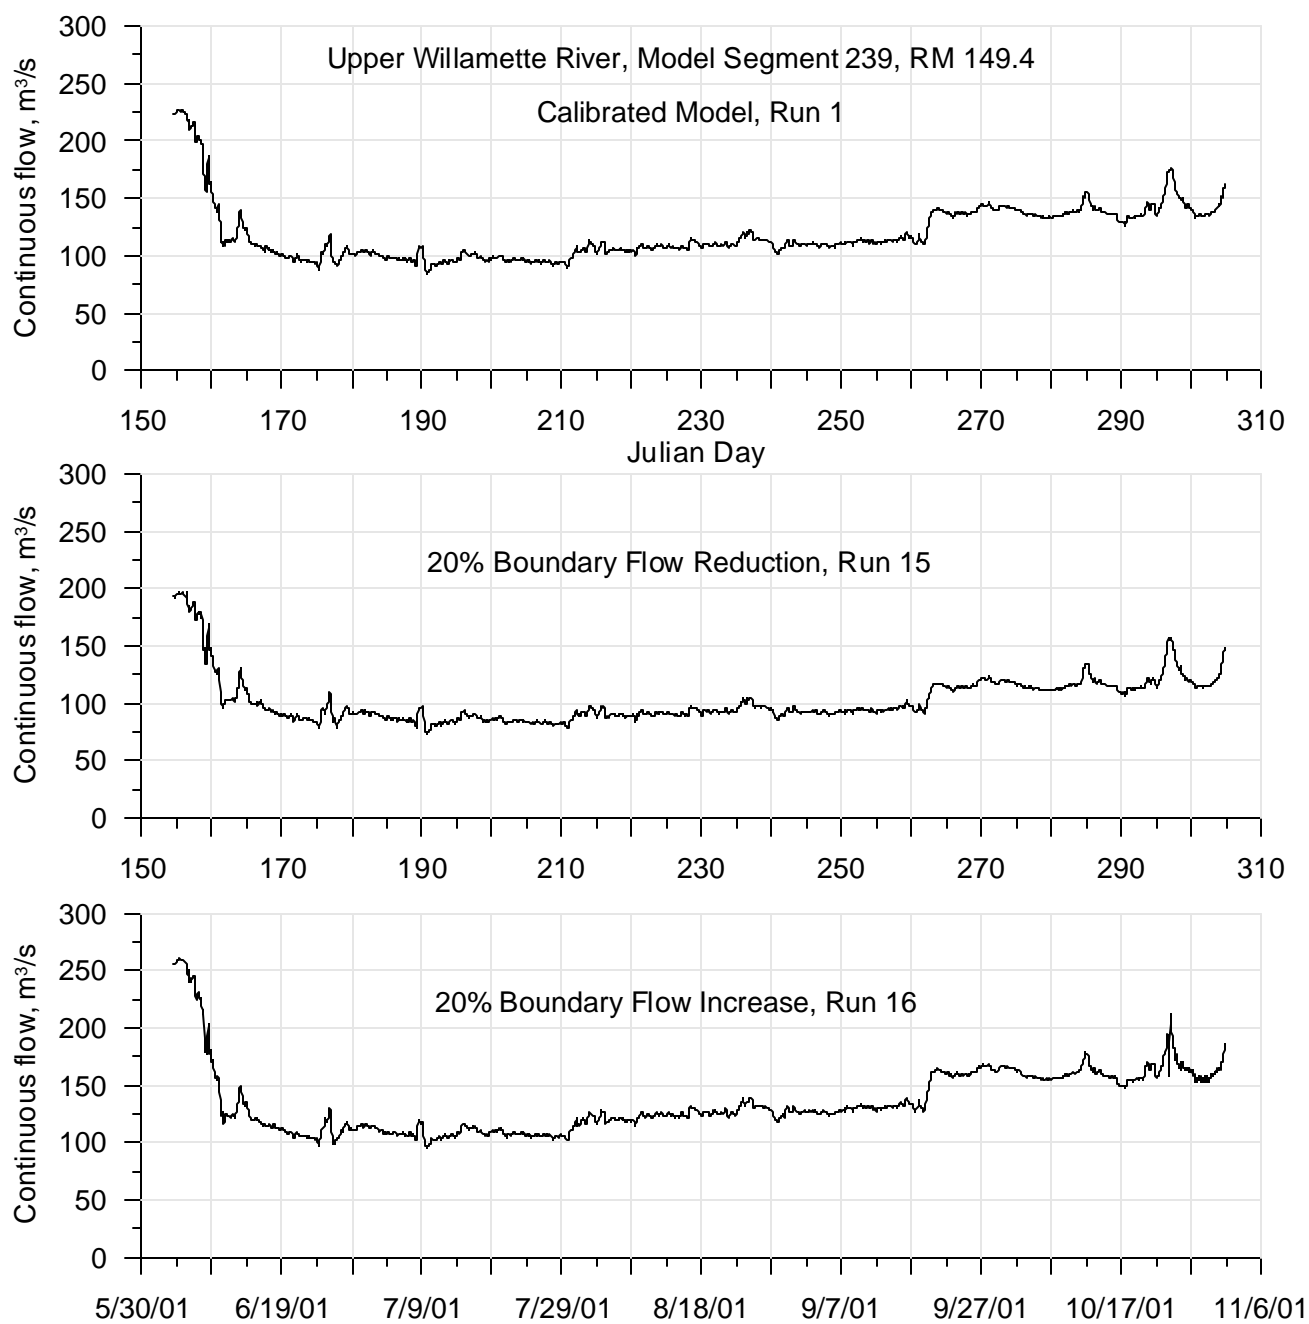 300
Upper Willamette River, Model Segment 239, RM 149.4
250
Calibrated Model, Run 1
200
150
100
50
0
Continuous flow, m³/s
150 170 190 210 230 250 270 290 310
Julian Day
300
250
20% Boundary Flow Reduction, Run 15
200
150
100
50
0
Continuous flow, m³/s
150 170 190 210 230 250 270 290 310
300
250
20% Boundary Flow Increase, Run 16
200
150
100
50
0
Continuous flow, m³/s
5/30/01 6/19/01 7/9/01 7/29/01 8/18/01 9/7/01 9/27/01 10/17/01 11/6/01